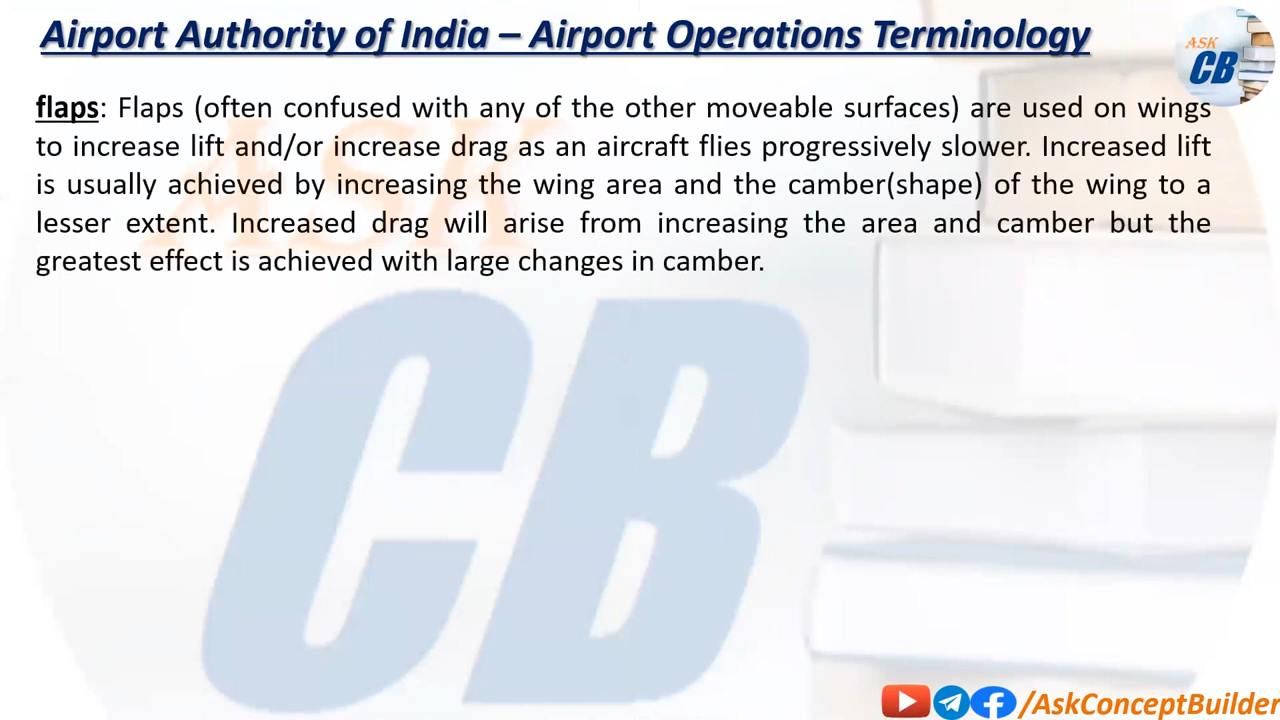 Airport Authority of India – Airport Operations Terminology
ASK
CB
flaps: Flaps (often confused with any of the other moveable surfaces) are used on wings
to increase lift and/or increase drag as an aircraft flies progressively slower. Increased lift
is usually achieved by increasing the wing area and the camber(shape) of the wing to a
lesser extent. Increased drag will arise from increasing the area and camber but the
greatest effect is achieved with large changes in camber.
ASK
CB
/AskConceptBuilder